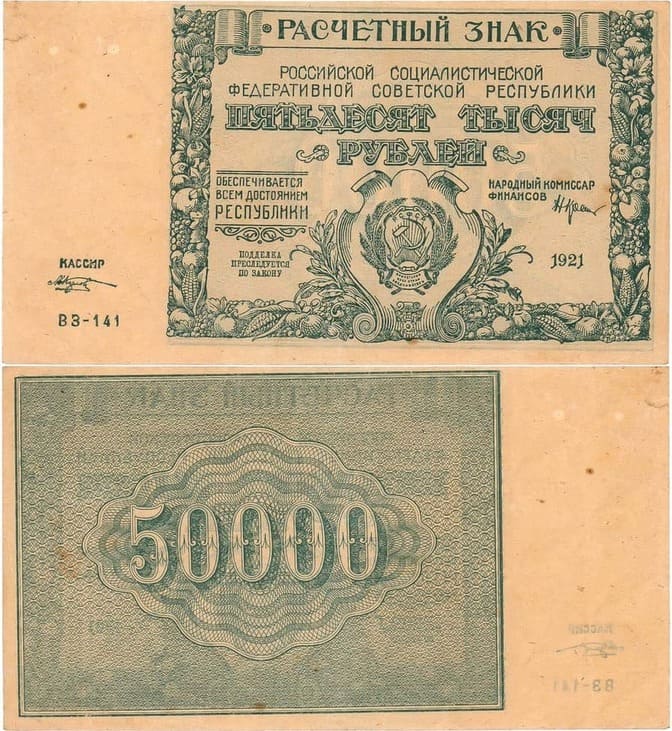 РАСЧЕТНЫЙ ЗНАК
РОССИЙСКОЙ СОЦИАЛИСТИЧЕСКОЙ
ФЕДЕРАТИВНОЙ СОВЕТСКОЙ РЕСПУБЛИКИ
ПЯТЬДЕСЯТ ТЫСЯЧ
РУБЛЕЙ
ОБЕСПЕЧИВАЕТСЯ
ВСЕМ ДОСТОЯНИЕМ
РЕСПУБЛИКИ
НАРОДНЫЙ КОМИССАР
ФИНАНСОВ
ПОДДЕЛКА
ПРЕСЛЕДУЕТСЯ
ПО ЗАКОНУ
1921
КАССИР
ВЗ-141
50000